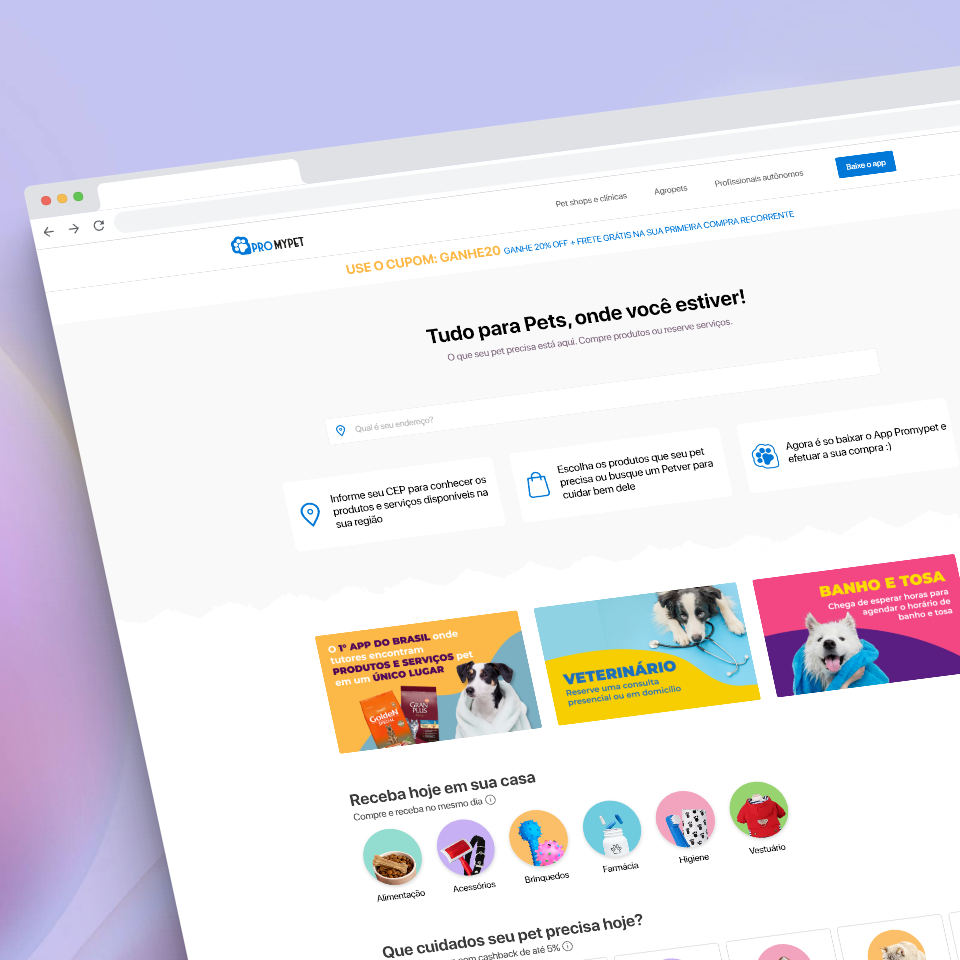 Pet shops e clínicas
Agropets
Profissionais autônomos
Baixe o app
PRO MYPET
USE O CUPOM: GANHE20 GANHE 20% OFF + FRETE GRÁTIS NA SUA PRIMEIRA COMPRA RECORRENTE
Tudo para Pets, onde você estiver!
O que seu pet precisa está aqui. Compre produtos ou reserve serviços.
Qual é seu endereço?
Informe seu CEP para conhecer os
produtos e serviços disponíveis na
sua região
Escolha os produtos que seu pet
precisa ou busque um Petver para
cuidar bem dele
Agora é so baixar o App Promypet e
efetuar a sua compra :)
O 1º APP DO BRASIL onde
tutores encontram
PRODUTOS E SERVIÇOS pet
em um ÚNICO LUGAR
GoldeN
SPECIAL
GRAN
PLUS
VETERINÁRIO
Reserve uma consulta
presencial ou em domicílio
BANHO E TOSA
Chega de esperar horas para
agendar o horário de
banho e tosa
Receba hoje em sua casa
Compre e receba no mesmo dia
Alimentação
Acessórios
Brinquedos
Farmácia
Higiene
Vestuário
Que cuidados seu pet precisa hoje?
com cashback de até 5%